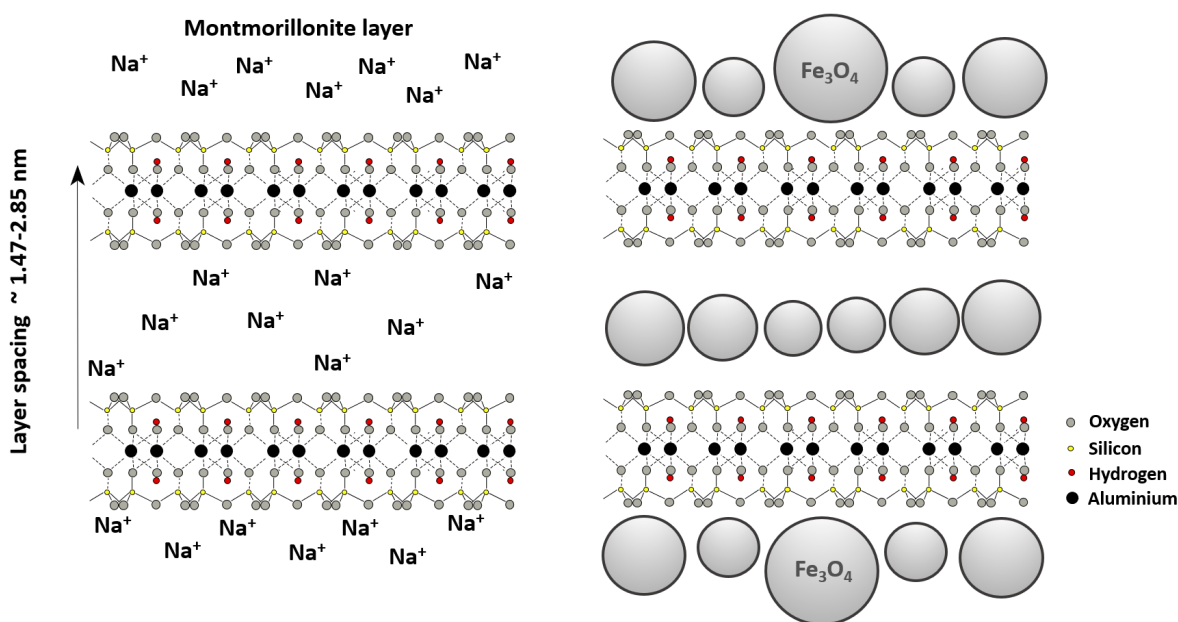 Montmorillonite layer
Na+ Na+ Na+ Na+ Na+ Na+ Na+
Fe3O4
Layer spacing ~ 1.47-2.85 nm
Na+ Na+ Na+
Na+ Na+ Na+
Na+ Na+
Oxygen
Silicon
Hydrogen
Aluminium
Na+ Na+ Na+ Na+
Na+ Na+ Na+
Fe3O4